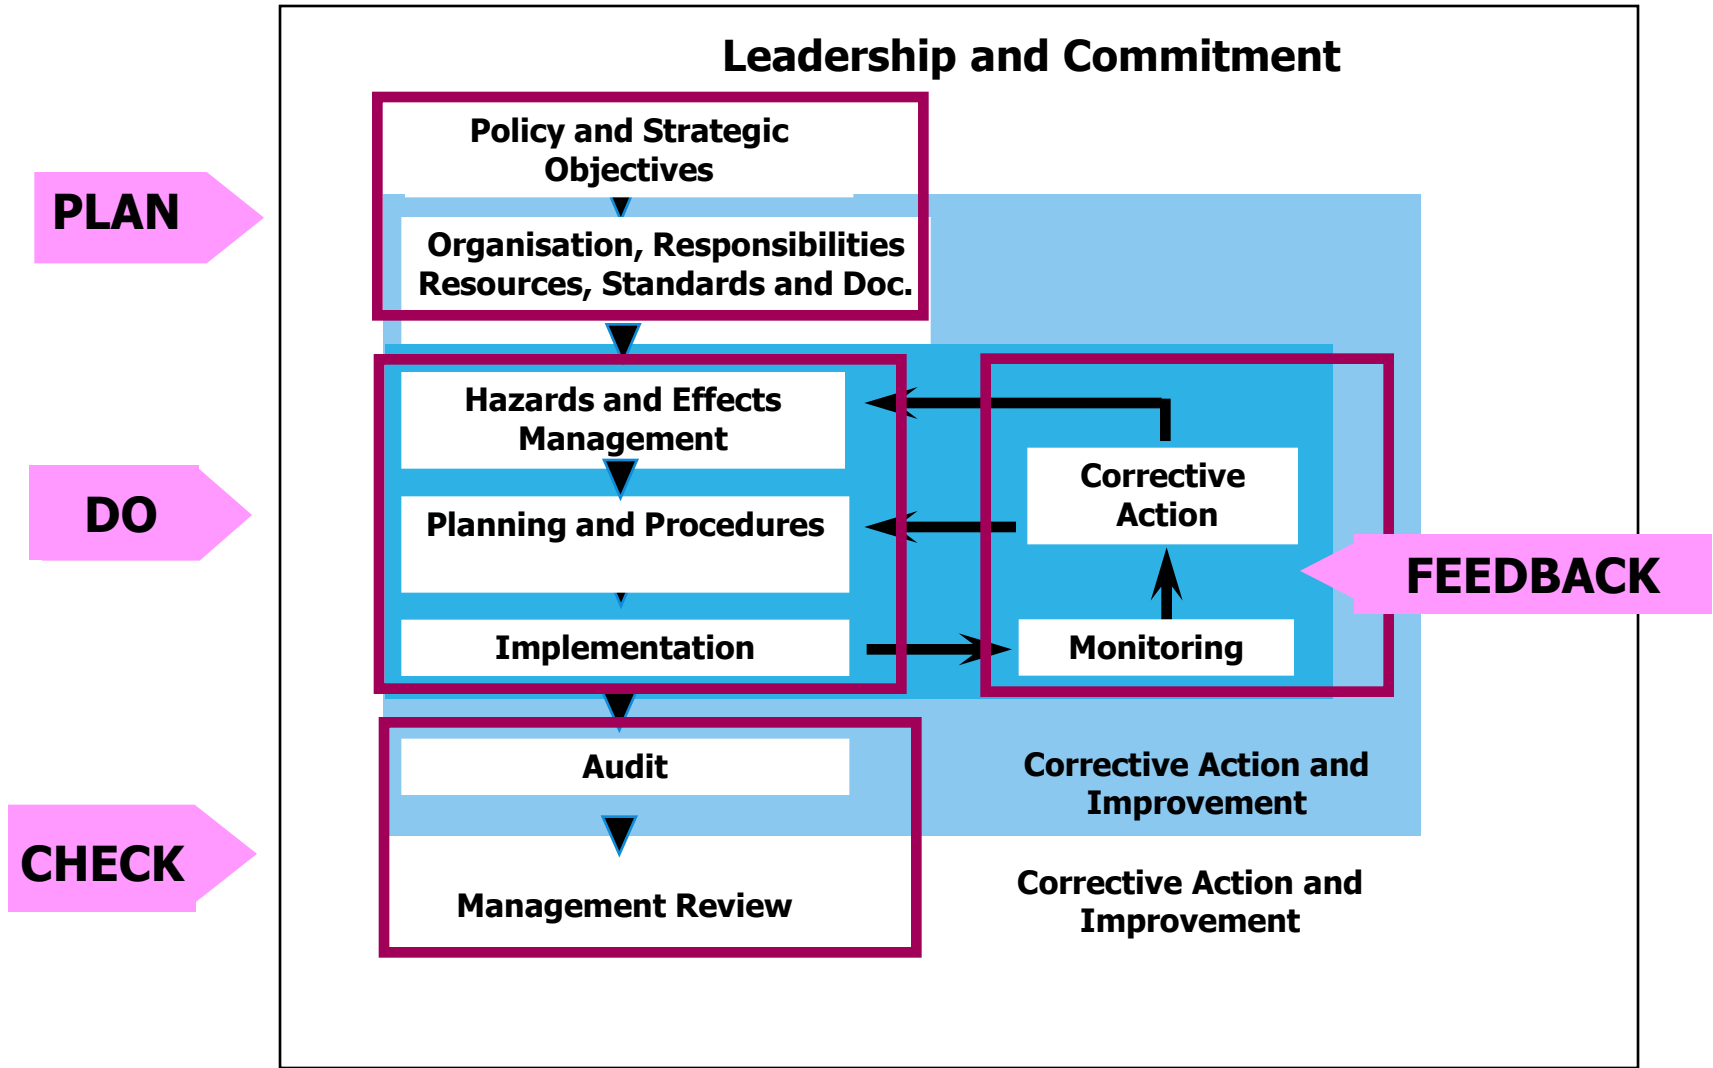 Leadership and Commitment
Policy and Strategic
Objectives
PLAN
Organisation, Responsibilities
Resources, Standards and Doc.
Hazards and Effects
Management
Corrective
Action
DO
Planning and Procedures
FEEDBACK
Implementation
Monitoring
Audit
Corrective Action and
Improvement
CHECK
Management Review
Corrective Action and
Improvement